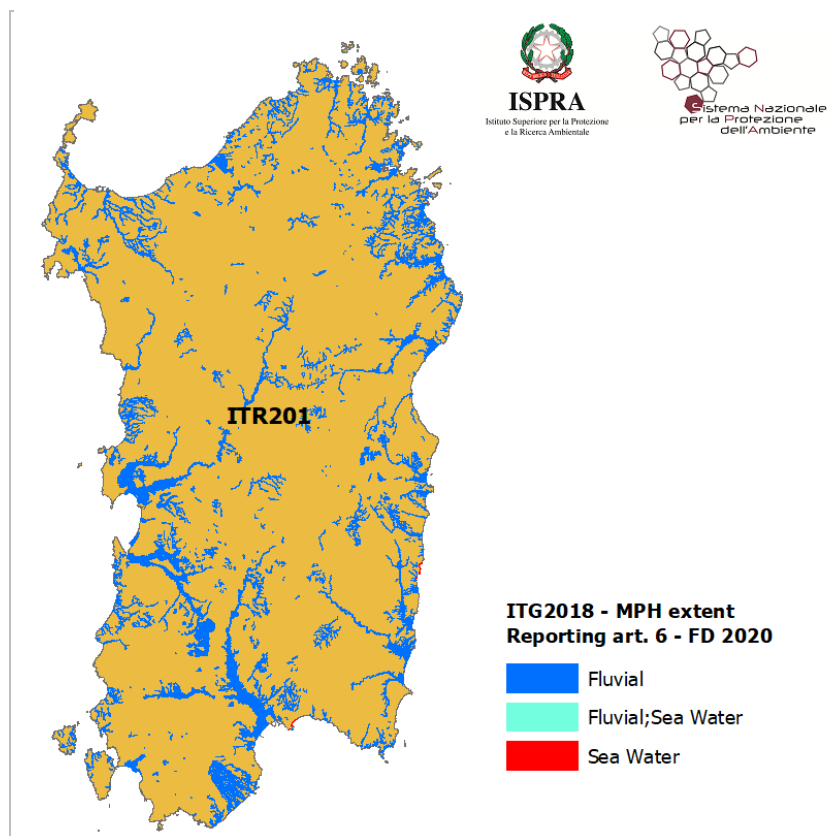 ISPRA
Istituto Superiore per la Protezione
e la Ricerca Ambientale
Sistema Nazionale
per la Protezione
dell'Ambiente
ITR201
ITG2018 - MPH extent
Reporting art. 6 - FD 2020
Fluvial
Fluvial;Sea Water
Sea Water